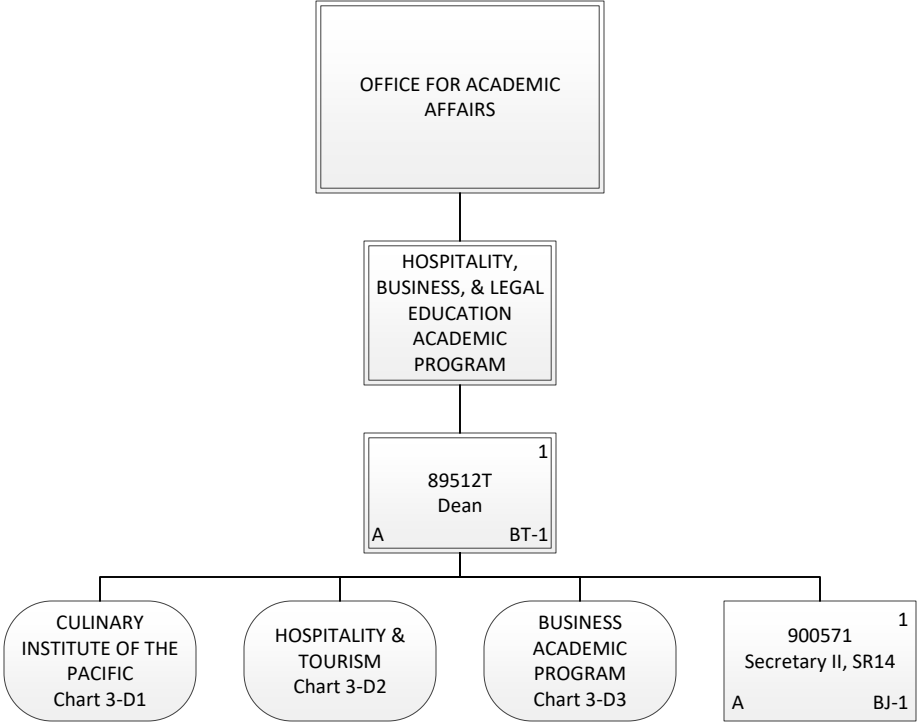 OFFICE FOR ACADEMIC
AFFAIRS
HOSPITALITY,
BUSINESS, & LEGAL
EDUCATION
ACADEMIC
PROGRAM
1
89512T
Dean
A BT-1
CULINARY
INSTITUTE OF THE
PACIFIC
Chart 3-D1
HOSPITALITY &
TOURISM
Chart 3-D2
BUSINESS
ACADEMIC
PROGRAM
Chart 3-D3
1
900571
Secretary II, SR14
A BJ-1